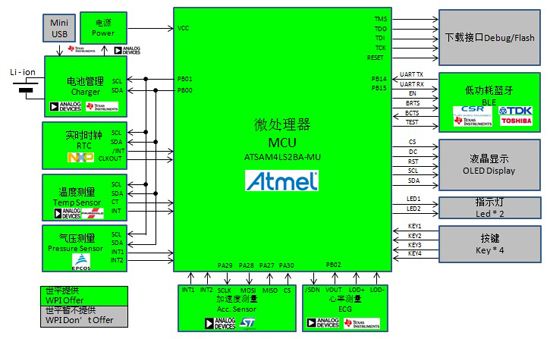 Mini
USB
电源
Power
TEXAS
INSTRUMENTS
ANALOG
DEVICES
Li-ion
电池管理
Charger
SCL
SDA
ANALOG
DEVICES
TEXAS
INSTRUMENTS
实时时钟
RTC
NXP
SCL
SDA
/INT
CLKOUT
温度测量
Temp Sensor
ANALOG
DEVICES
SCL
SDA
CT
INT
气压测量
Pressure Sensor
EPCOS
SCL
SDA
INT1
INT2
世平提供
WPI Offer
世平暂不提供
WPI Don't Offer
VCC
PB01
PB00
微处理器
MCU
ATSAM4LS2BA-MU
Atmel
PB14
PB15
PA29
PA28
PA27
PA30
PB02
TMS
TDO
TDI
TCK
RESET
下载接口Debug/Flash
UART TX
UART RX
EN
BRTS
BCTS
TEST
低功耗蓝牙
BLE
CSR
TDK
TEXAS
INSTRUMENTS
TOSHIBA
CS
DC
RST
SCL
SDA
液晶显示
OLED Display
LED1
LED2
指示灯
Led * 2
KEY1
KEY2
KEY3
KEY4
按键
Key * 4
INT1
INT2
SCLK
MOSI
MISO
CS
加速度测量
Acc. Sensor
ANALOG
DEVICES
ST
/SDN
VOUT
LOD+
LOD-
心率测量
ECG
ANALOG
DEVICES
TEXAS
INSTRUMENTS